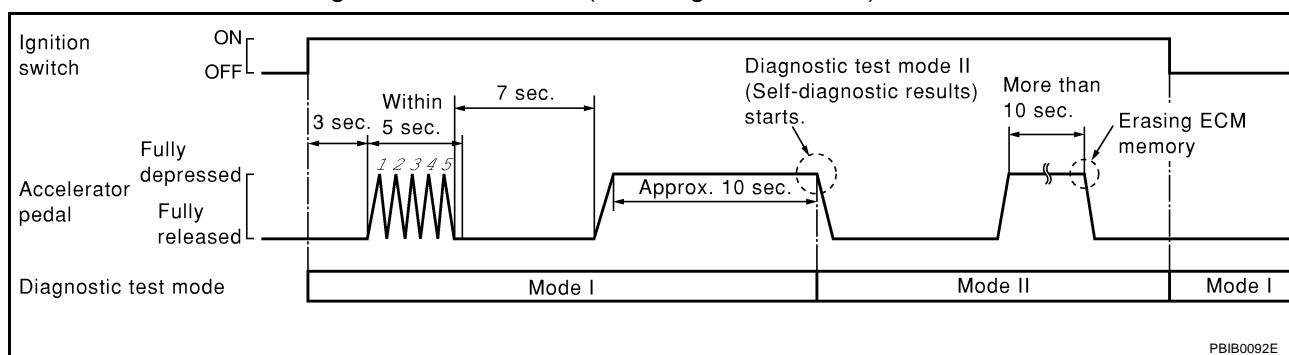 Ignition
switch
ON
OFF
3 sec.
Within
5 sec.
7 sec.
1 2 3 4 5
Diagnostic test mode II
(Self-diagnostic results)
starts.
More than
10 sec.
Erasing ECM
memory
Accelerator
pedal
Fully
depressed
Fully
released
Approx. 10 sec.
Diagnostic test mode
Mode I
Mode II
Mode I
PBIB0092E